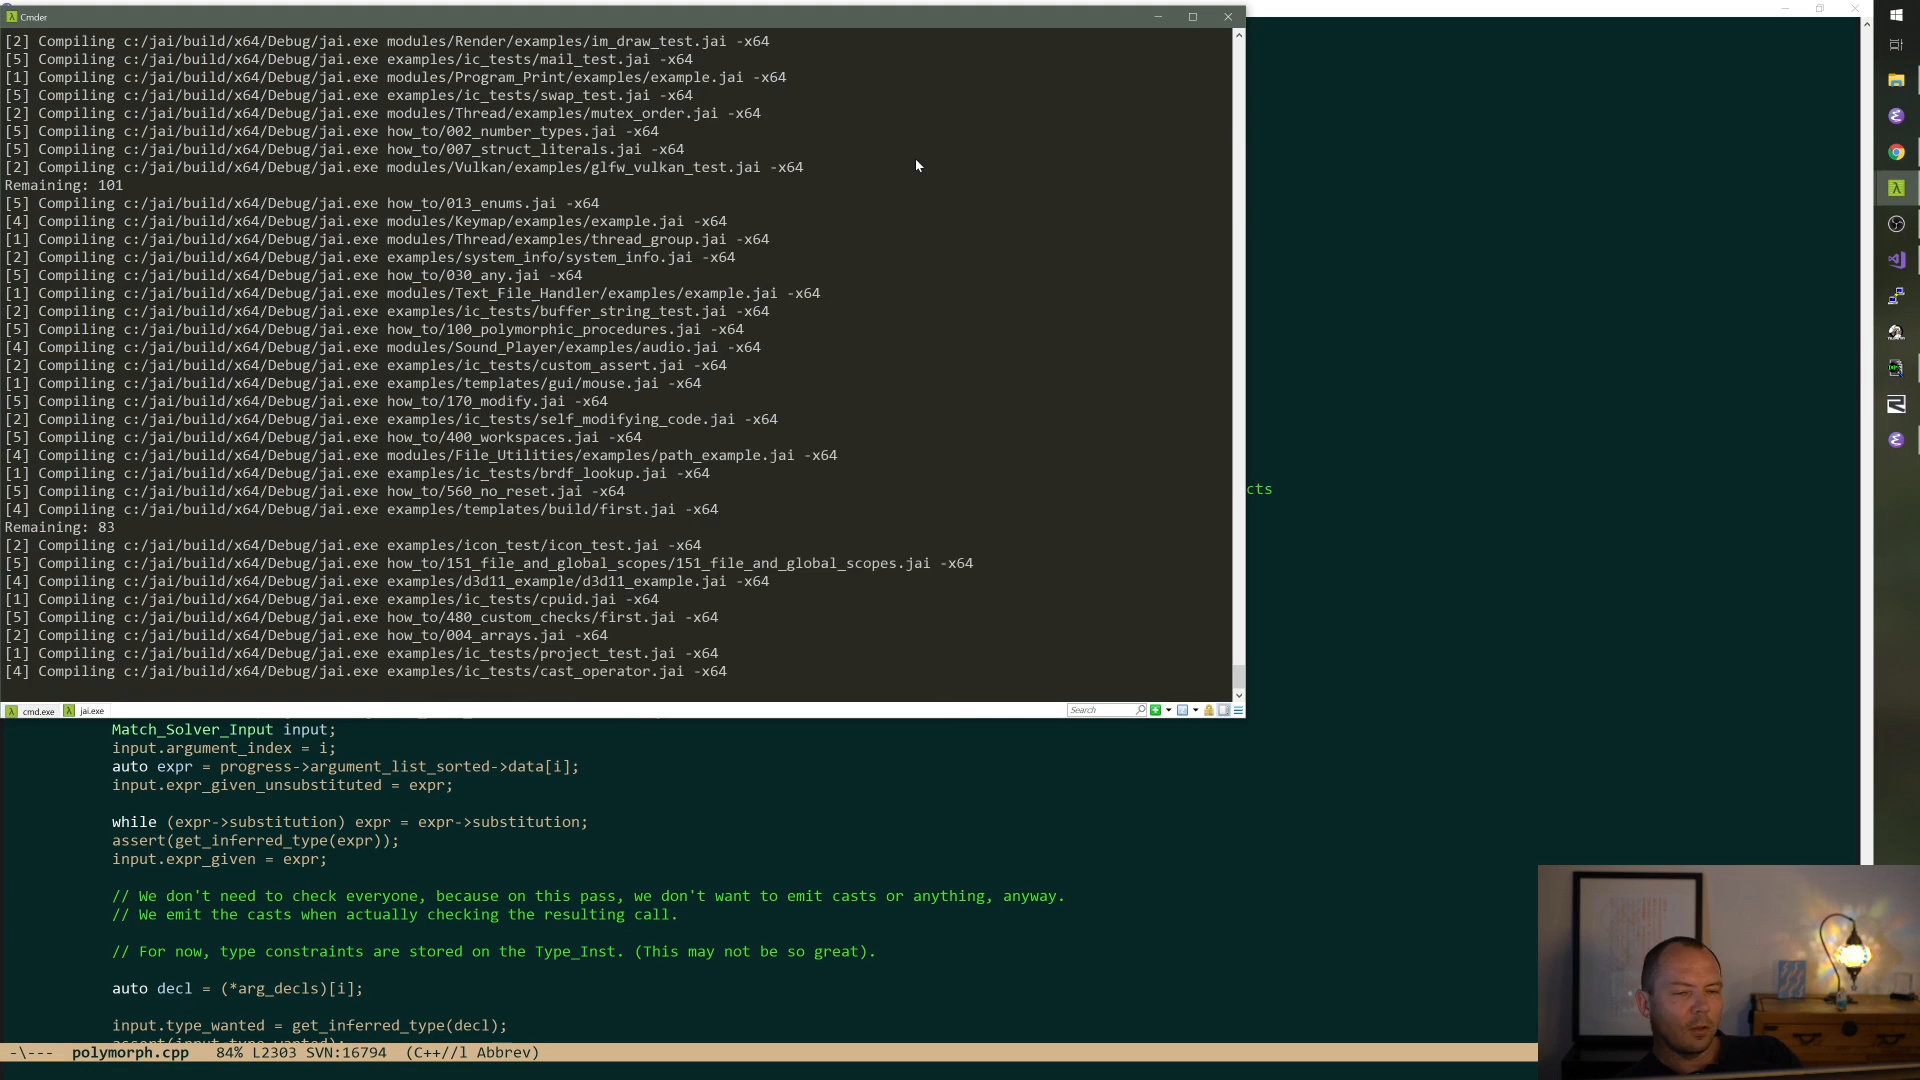 Cmder
[2] Compiling c:/jai/build/x64/Debug/jai.exe modules/Render/examples/im_draw_test.jai -x64
[5] Compiling c:/jai/build/x64/Debug/jai.exe examples/ic_tests/mail_test.jai -x64
[1] Compiling c:/jai/build/x64/Debug/jai.exe modules/Program_Print/examples/example.jai -x64
[5] Compiling c:/jai/build/x64/Debug/jai.exe examples/ic_tests/swap_test.jai -x64
[2] Compiling c:/jai/build/x64/Debug/jai.exe modules/Thread/examples/mutex_order.jai -x64
[5] Compiling c:/jai/build/x64/Debug/jai.exe how_to/002_number_types.jai -x64
[5] Compiling c:/jai/build/x64/Debug/jai.exe how_to/007_struct_literals.jai -x64
[2] Compiling c:/jai/build/x64/Debug/jai.exe modules/Vulkan/examples/glfw_vulkan_test.jai -x64
Remaining: 101
[5] Compiling c:/jai/build/x64/Debug/jai.exe how_to/013_enums.jai -x64
[4] Compiling c:/jai/build/x64/Debug/jai.exe modules/Keymap/examples/example.jai -x64
[1] Compiling c:/jai/build/x64/Debug/jai.exe modules/Thread/examples/thread_group.jai -x64
[2] Compiling c:/jai/build/x64/Debug/jai.exe examples/system_info/system_info.jai -x64
[5] Compiling c:/jai/build/x64/Debug/jai.exe how_to/030_any.jai -x64
[1] Compiling c:/jai/build/x64/Debug/jai.exe modules/Text_File_Handler/examples/example.jai -x64
[2] Compiling c:/jai/build/x64/Debug/jai.exe examples/ic_tests/buffer_string_test.jai -x64
[5] Compiling c:/jai/build/x64/Debug/jai.exe how_to/100_polymorphic_procedures.jai -x64
[4] Compiling c:/jai/build/x64/Debug/jai.exe modules/Sound_Player/examples/audio.jai -x64
[2] Compiling c:/jai/build/x64/Debug/jai.exe examples/ic_tests/custom_assert.jai -x64
[1] Compiling c:/jai/build/x64/Debug/jai.exe examples/templates/gui/mouse.jai -x64
[5] Compiling c:/jai/build/x64/Debug/jai.exe how_to/170_modify.jai -x64
[2] Compiling c:/jai/build/x64/Debug/jai.exe examples/ic_tests/self_modifying_code.jai -x64
[5] Compiling c:/jai/build/x64/Debug/jai.exe how_to/400_workspaces.jai -x64
[4] Compiling c:/jai/build/x64/Debug/jai.exe modules/File_Utilities/examples/path_example.jai -x64
[1] Compiling c:/jai/build/x64/Debug/jai.exe examples/ic_tests/brdf_lookup.jai -x64
[5] Compiling c:/jai/build/x64/Debug/jai.exe how_to/560_no_reset.jai -x64
[4] Compiling c:/jai/build/x64/Debug/jai.exe examples/templates/build/first.jai -x64
Remaining: 83
[2] Compiling c:/jai/build/x64/Debug/jai.exe examples/icon_test/icon_test.jai -x64
[5] Compiling c:/jai/build/x64/Debug/jai.exe how_to/151_file_and_global_scopes/151_file_and_global_scopes.jai -x64
[4] Compiling c:/jai/build/x64/Debug/jai.exe examples/d3d11_example/d3d11_example.jai -x64
[1] Compiling c:/jai/build/x64/Debug/jai.exe examples/ic_tests/cpuid.jai -x64
[5] Compiling c:/jai/build/x64/Debug/jai.exe how_to/480_custom_checks/first.jai -x64
[2] Compiling c:/jai/build/x64/Debug/jai.exe how_to/004_arrays.jai -x64
[1] Compiling c:/jai/build/x64/Debug/jai.exe examples/ic_tests/project_test.jai -x64
[4] Compiling c:/jai/build/x64/Debug/jai.exe examples/ic_tests/cast_operator.jai -x64
cts
cmd.exe jai.exe Search
Match_Solver_Input input;
input.argument_index = i;
auto expr = progress->argument_list_sorted->data[i];
input.expr_given_unsubstituted = expr;
while (expr->substitution) expr = expr->substitution;
assert(get_inferred_type(expr));
input.expr_given = expr;
// We don't need to check everyone, because on this pass, we don't want to emit casts or anything, anyway.
// We emit the casts when actually checking the resulting call.
// For now, type constraints are stored on the Type_Inst. (This may not be so great).
auto decl = (*arg_decls)[i];
input.type_wanted = get_inferred_type(decl);
assert(input.type_wanted);
-\--- polymorph.cpp 84% L2303 SVN:16794 (C++//l Abbrev)